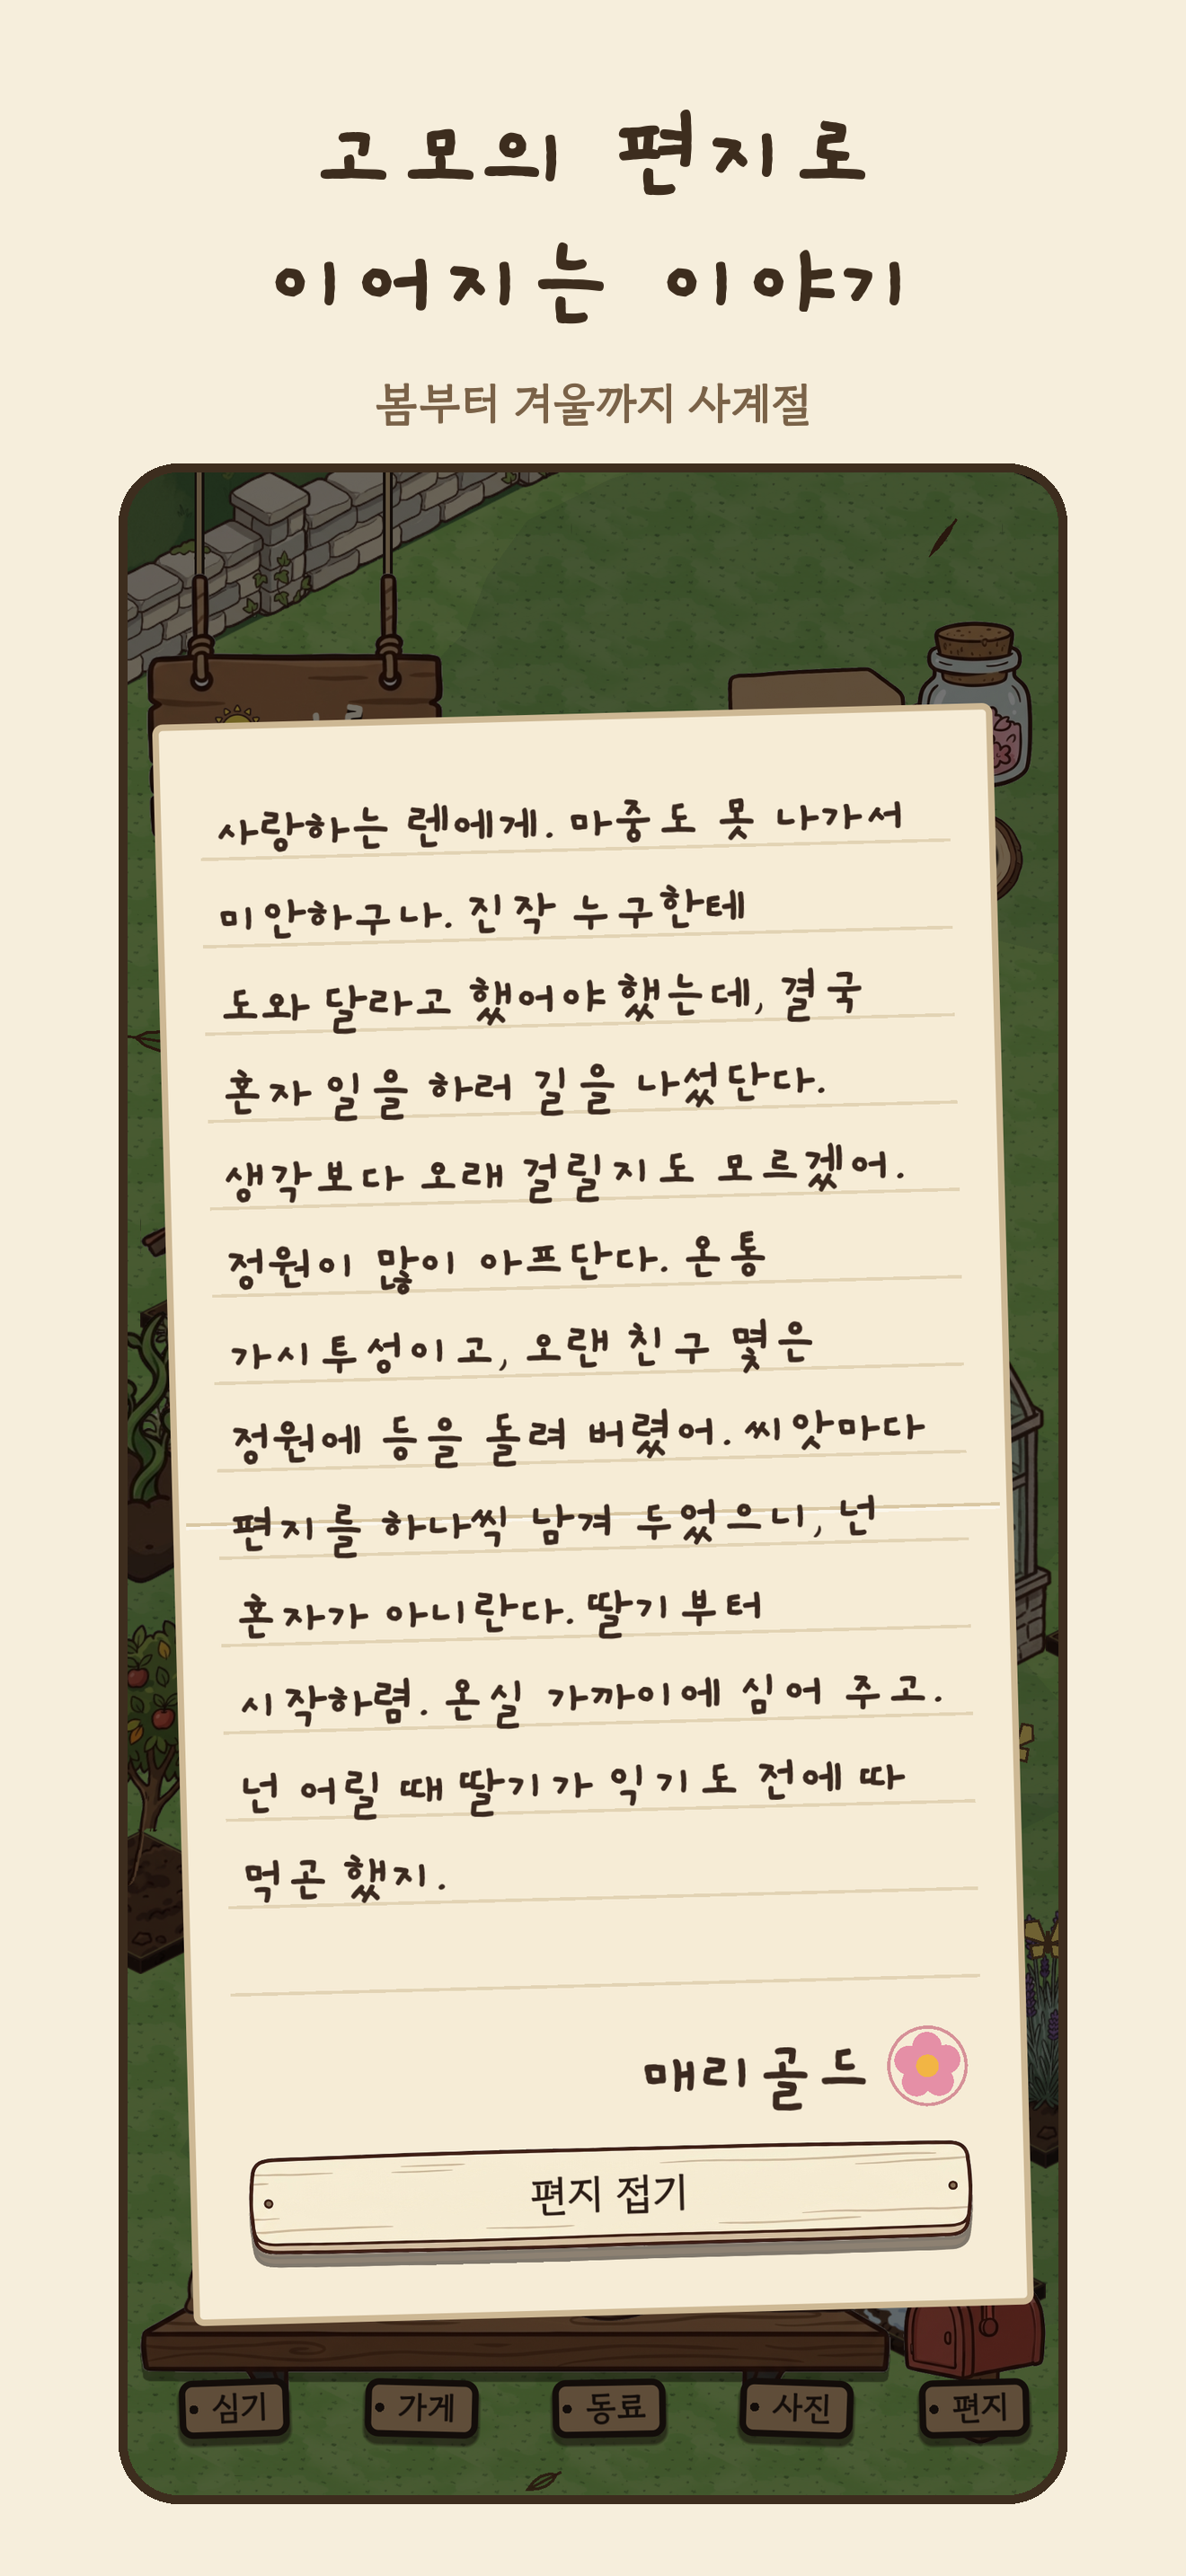 고모의 편지로
이어지는 이야기
봄부터 겨울까지 사계절
사랑하는 렌에게. 마중도 못 나가서
미안하구나. 진작 누구한테
도와 달라고 했어야 했는데, 결국
혼자 일을 하러 길을 나섰단다.
생각보다 오래 걸릴지도 모르겠어.
정원이 많이 아프단다. 온통
가시투성이고, 오랜 친구 몇은
정원에 등을 돌려 버렸어. 씨앗마다
편지를 하나씩 남겨 두었으니, 넌
혼자가 아니란다. 딸기부터
시작하렴. 온실 가까이에 심어 주고.
넌 어릴 때 딸기가 익기도 전에 따
먹곤 했지.
매리골드
편지 접기
심기 가게 동료 사진 편지